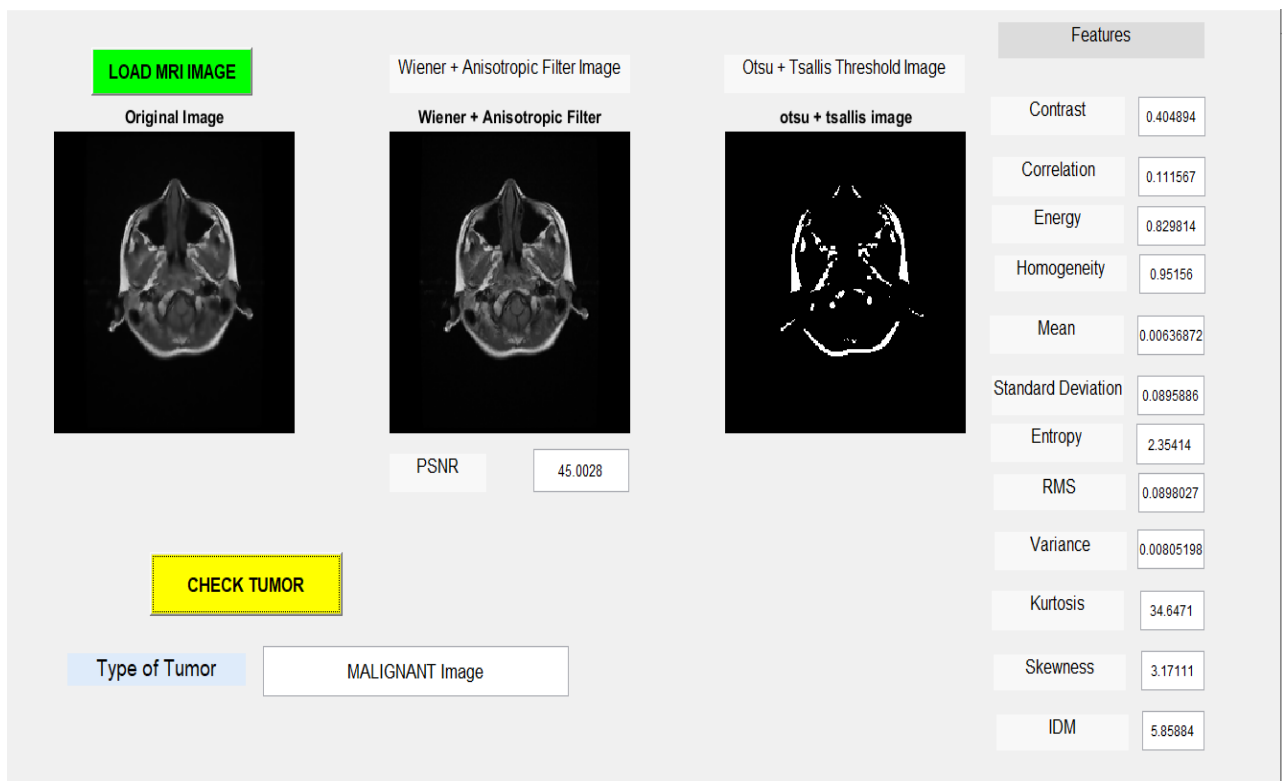 LOAD MRI IMAGE
Wiener + Anisotropic Filter Image
Otsu + Tsallis Threshold Image
Original Image
Wiener + Anisotropic Filter
otsu + tsallis image
PSNR
45.0028
CHECK TUMOR
Type of Tumor
MALIGNANT Image
Features
Contrast
0.404894
Correlation
0.111567
Energy
0.829814
Homogeneity
0.95156
Mean
0.00636872
Standard Deviation
0.0895886
Entropy
2.35414
RMS
0.0898027
Variance
0.00805198
Kurtosis
34.6471
Skewness
3.17111
IDM
5.85884